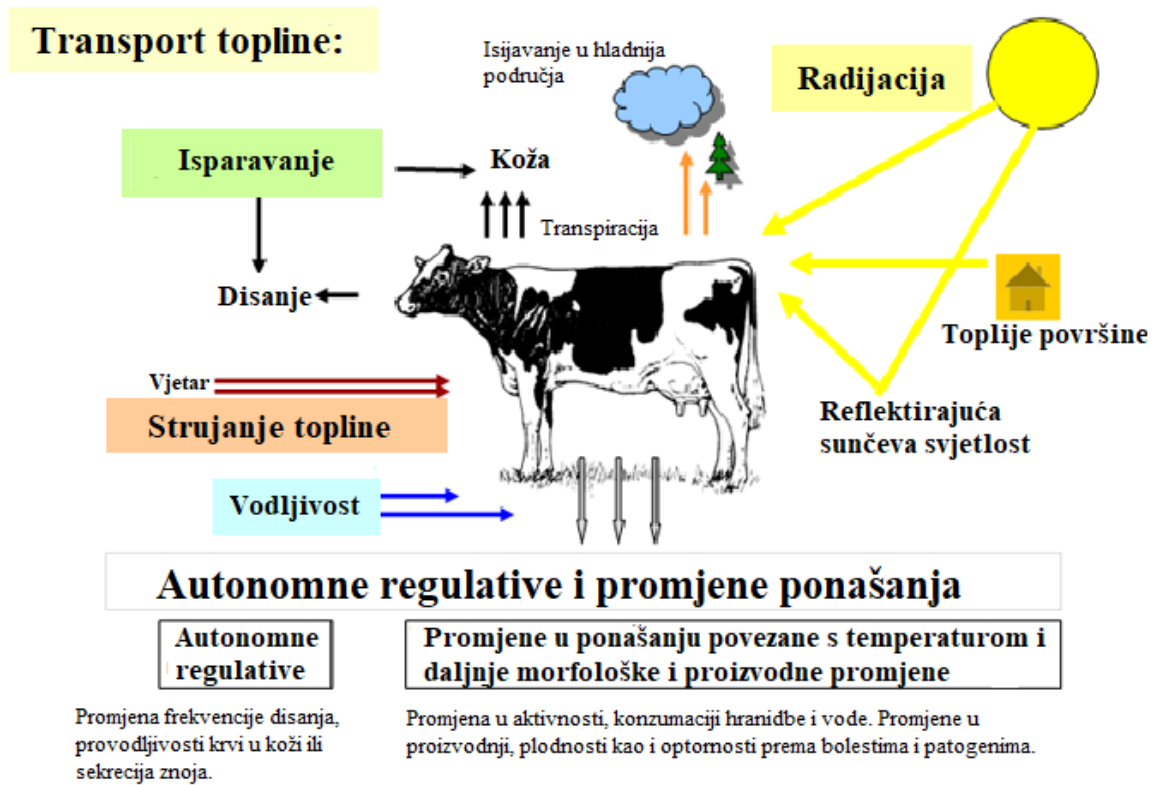 Transport topline:
Isijavanje u hladnija
područja
Radijacija
Isparavanje
Koža
Transpiracija
Disanje
Toplije površine
Vjetar
Strujanje topline
Reflektirajuća
sunčeva svjetlost
Vodljivost
Autonomne regulative i promjene ponašanja
Autonomne
regulative
Promjene u ponašanju povezane s temperaturom i
daljnje morfološke i proizvodne promjene
Promjena frekvencije disanja,
provodljivosti krvi u koži ili
sekrecija znoja.
Promjena u aktivnosti, konzumaciji hranidbe i vode. Promjene u
proizvodnji, plodnosti kao i optornosti prema bolestima i patogenima.